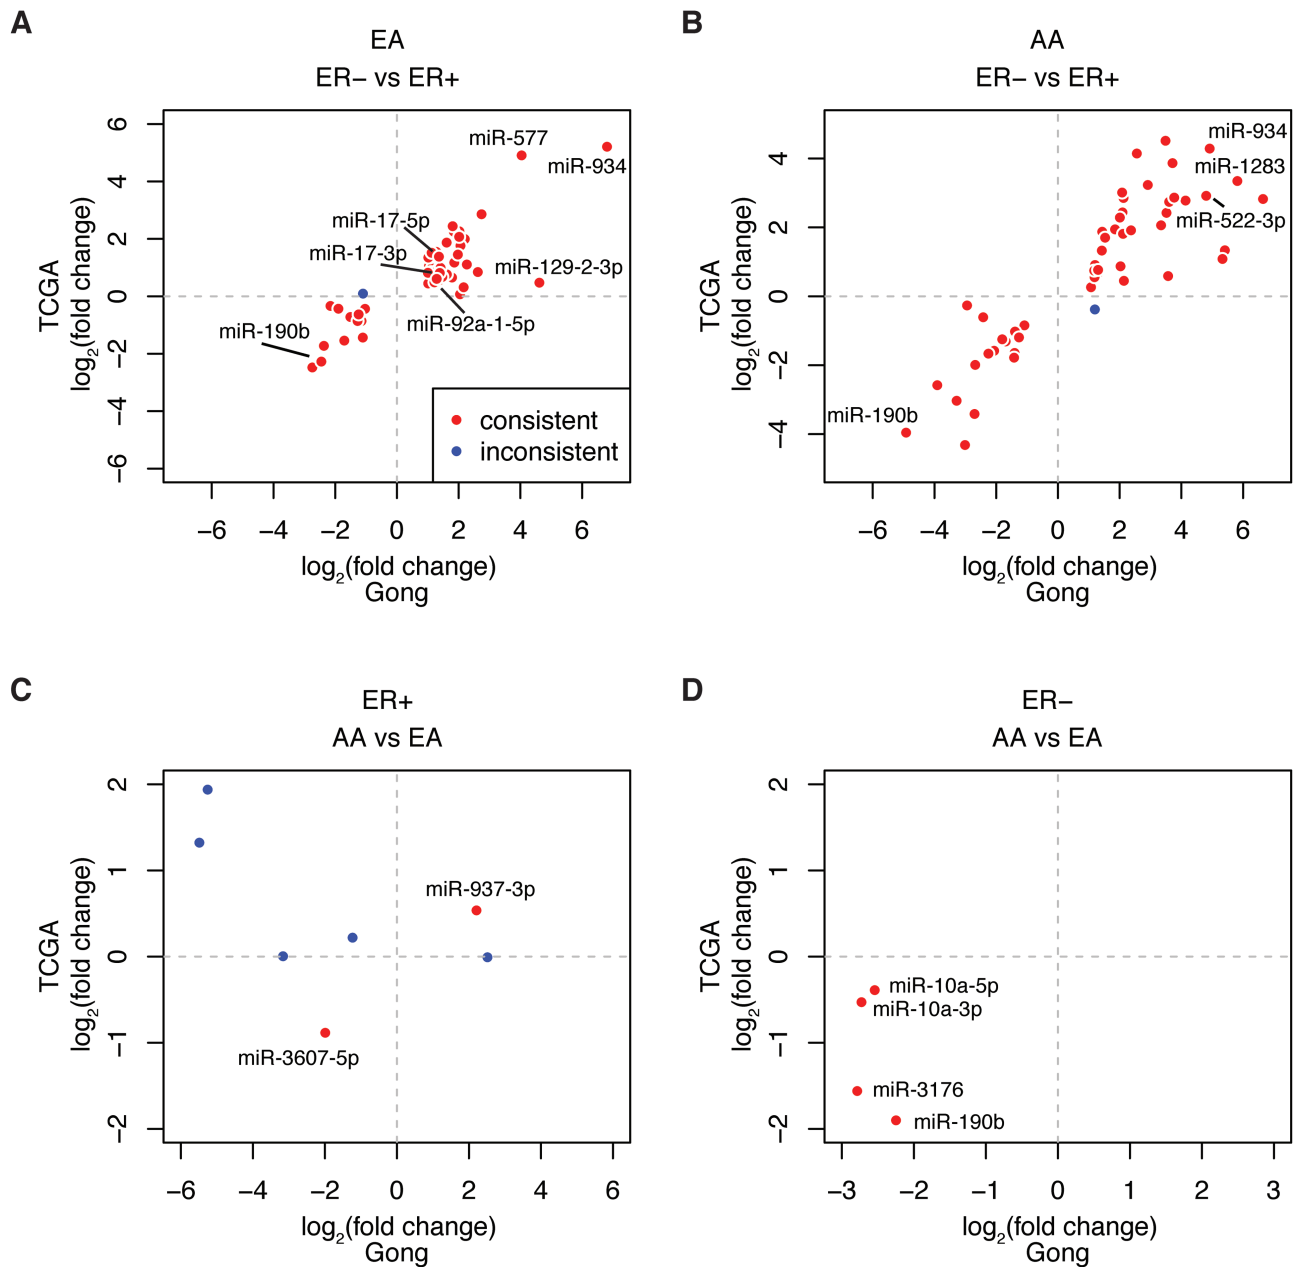 A
EA
ER− vs ER+
TCGA
log2(fold change)
6
4
2
0
−2
−4
−6
miR-577
miR-934
miR-17-5p
miR-17-3p
miR-129-2-3p
miR-92a-1-5p
miR-190b
consistent
inconsistent
−6 −4 −2 0 2 4 6
log2(fold change)
Gong
B
AA
ER− vs ER+
TCGA
log2(fold change)
4
2
0
−2
−4
miR-934
miR-1283
miR-522-3p
miR-190b
−6 −4 −2 0 2 4 6
log2(fold change)
Gong
C
ER+
AA vs EA
TCGA
log2(fold change)
2
1
0
−1
−2
miR-937-3p
miR-3607-5p
−6 −4 −2 0 2 4 6
log2(fold change)
Gong
D
ER−
AA vs EA
TCGA
log2(fold change)
2
1
0
−1
−2
miR-10a-5p
miR-10a-3p
miR-3176
miR-190b
−3 −2 −1 0 1 2 3
log2(fold change)
Gong